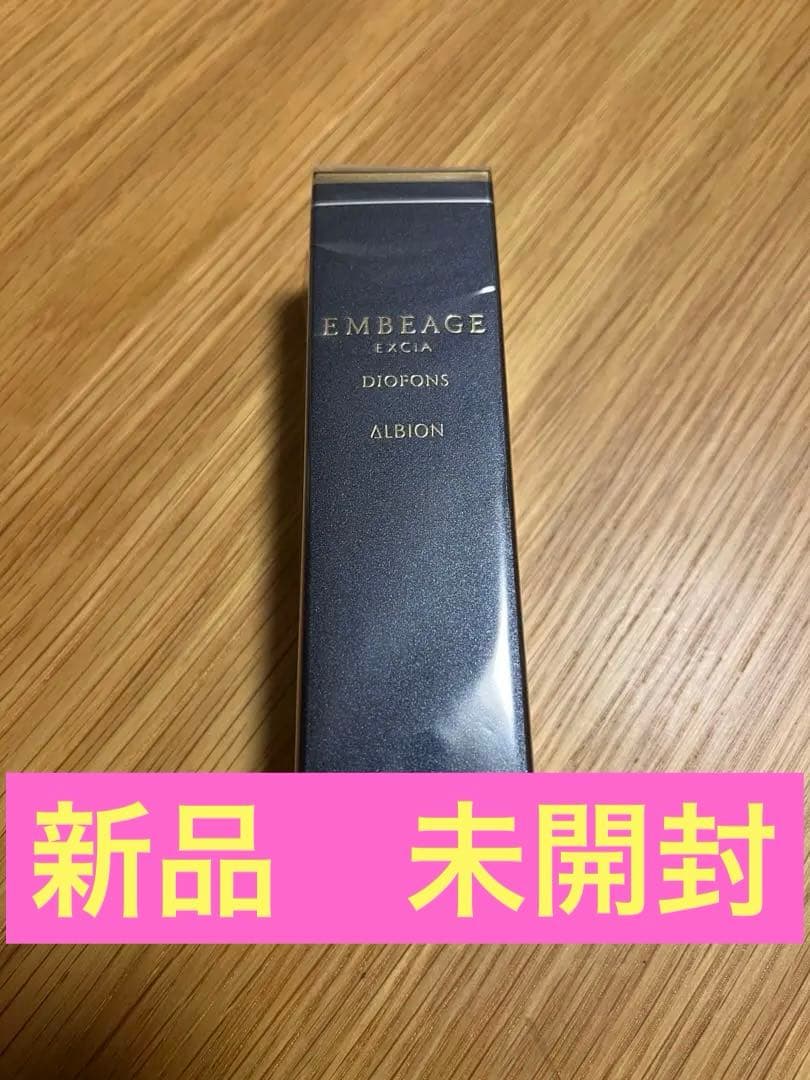 EMBEAGE
EXCIA
DIOFONS
ALBION
新品　未開封